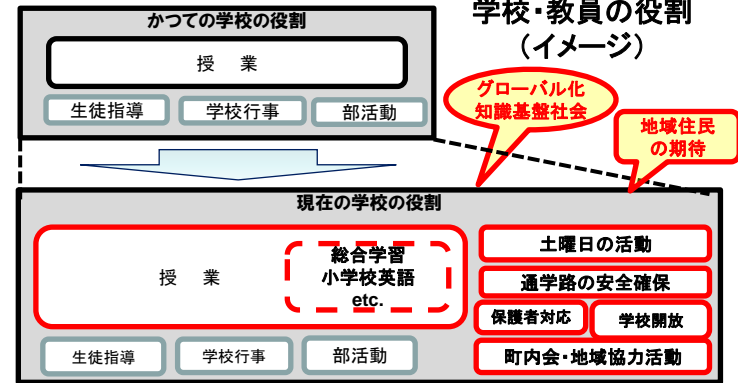 学校・教員の役割
（イメージ）
かつての学校の役割
授　業
生徒指導
学校行事
部活動
グローバル化
知識基盤社会
地域住民
の期待
現在の学校の役割
授　業
総合学習
小学校英語
etc.
土曜日の活動
通学路の安全確保
保護者対応
学校開放
町内会・地域協力活動
生徒指導
学校行事
部活動